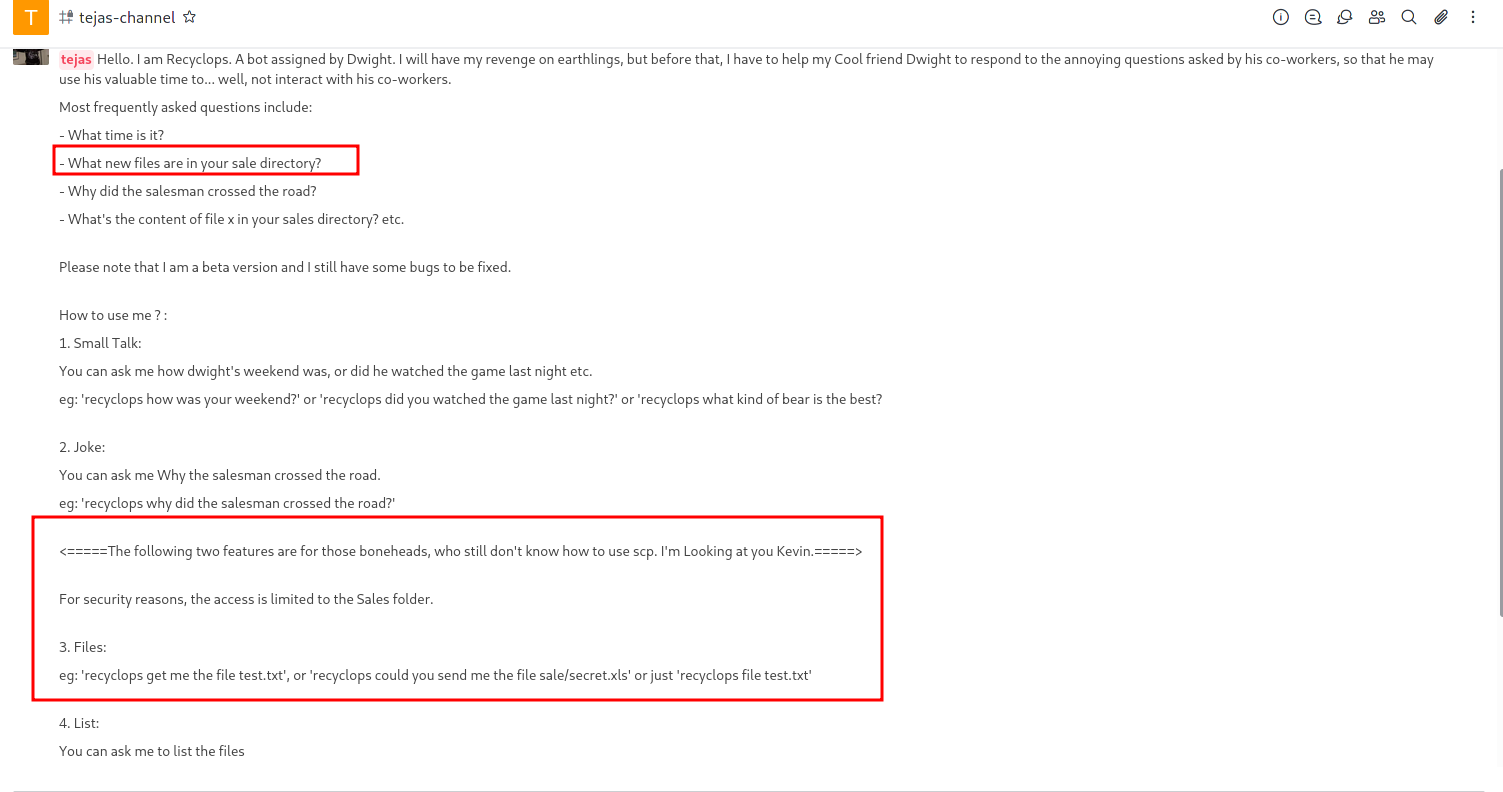 T
tejas-channel
tejas Hello. I am Recyclops. A bot assigned by Dwight. I will have my revenge on earthlings, but before that, I have to help my Cool friend Dwight to respond to the annoying questions asked by his co-workers, so that he may
use his valuable time to... well, not interact with his co-workers.
Most frequently asked questions include:
- What time is it?
- What new files are in your sale directory?
- Why did the salesman crossed the road?
- What's the content of file x in your sales directory? etc.
Please note that I am a beta version and I still have some bugs to be fixed.
How to use me ? :
1. Small Talk:
You can ask me how dwight's weekend was, or did he watched the game last night etc.
eg: 'recyclops how was your weekend?' or 'recyclops did you watched the game last night?' or 'recyclops what kind of bear is the best?
2. Joke:
You can ask me Why the salesman crossed the road.
eg: 'recyclops why did the salesman crossed the road?'
<=====The following two features are for those boneheads, who still don't know how to use scp. I'm Looking at you Kevin.=====>
For security reasons, the access is limited to the Sales folder.
3. Files:
eg: 'recyclops get me the file test.txt', or 'recyclops could you send me the file sale/secret.xls' or just 'recyclops file test.txt'
4. List:
You can ask me to list the files